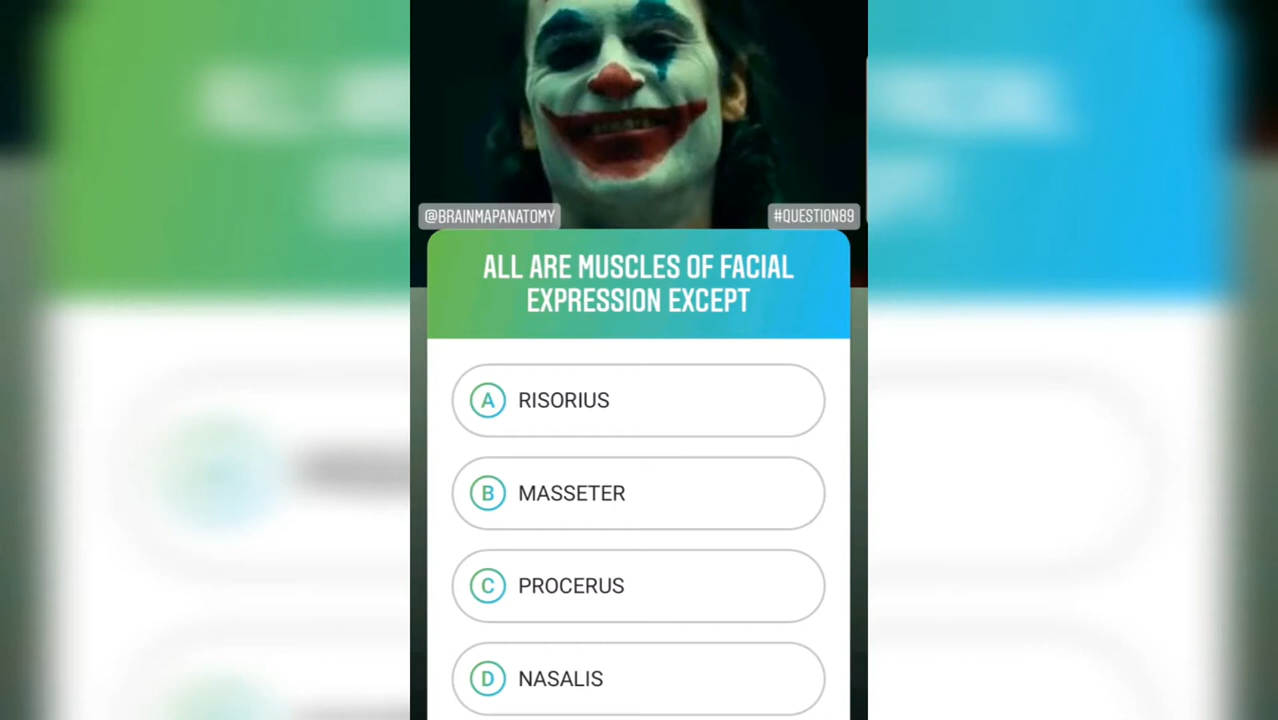 @BRAINMAPANATOMY
#QUESTION89
ALL ARE MUSCLES OF FACIAL
EXPRESSION EXCEPT
A RISORIUS
B MASSETER
C PROCERUS
D NASALIS